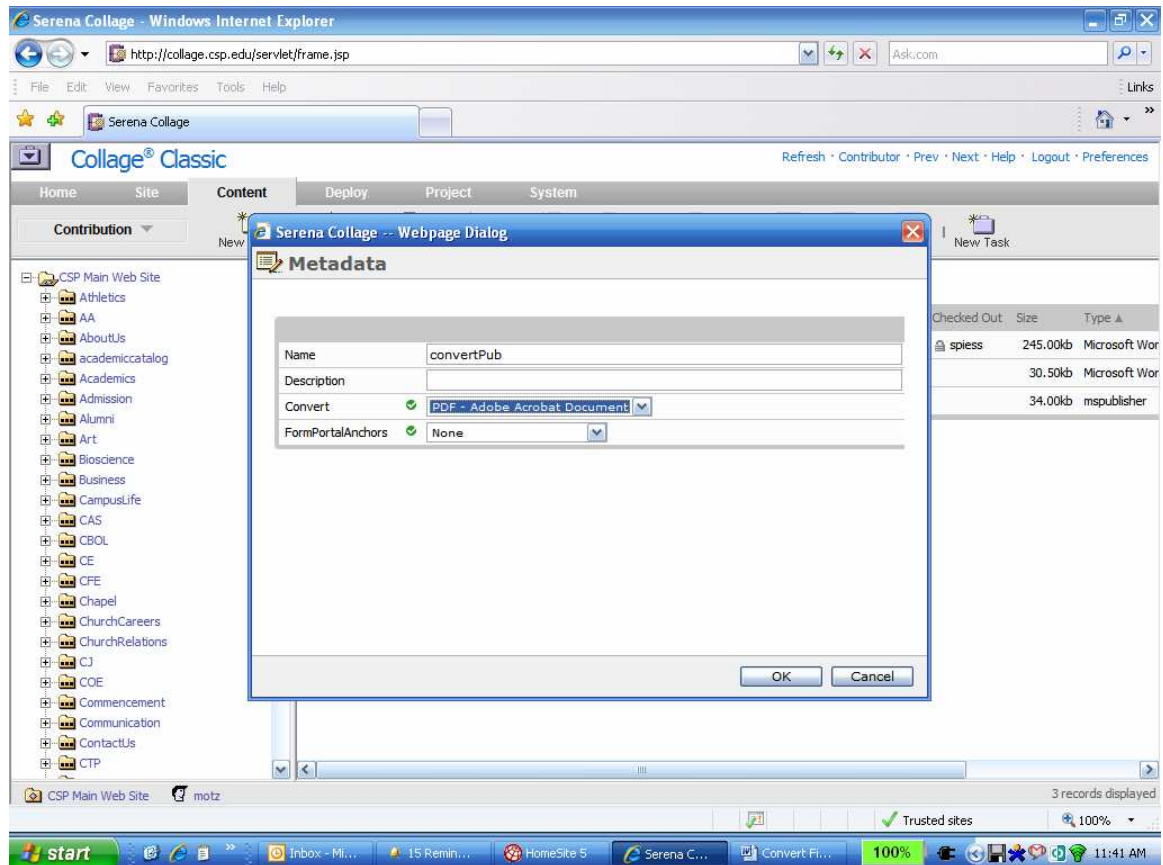 Serena Collage - Windows Internet Explorer
http://collage.csp.edu/servlet/frame.jsp
Ask.com
File Edit View Favorites Tools Help
Links
Serena Collage
»
Collage® Classic
Refresh · Contributor · Prev · Next · Help · Logout · Preferences
Home Site Content Deploy Project System
Contribution
New
New Task
Serena Collage -- Webpage Dialog
Metadata
Name convertPub
Description
Convert PDF - Adobe Acrobat Document
FormPortalAnchors None
OK Cancel
CSP Main Web Site
Athletics
AA
AboutUs
academiccatalog
Academics
Admission
Alumni
Art
Bioscience
Business
CampusLife
CAS
CBOL
CE
CFE
Chapel
ChurchCareers
ChurchRelations
CJ
COE
Commencement
Communication
ContactUs
CTP
Checked Out Size Type
spiess 245.00kb Microsoft Wor
30.50kb Microsoft Wor
34.00kb mspublisher
CSP Main Web Site motz
3 records displayed
Trusted sites 100%
start » Inbox - Mi... 15 Remin... HomeSite 5 Serena C... Convert Fi... 100% 11:41 AM